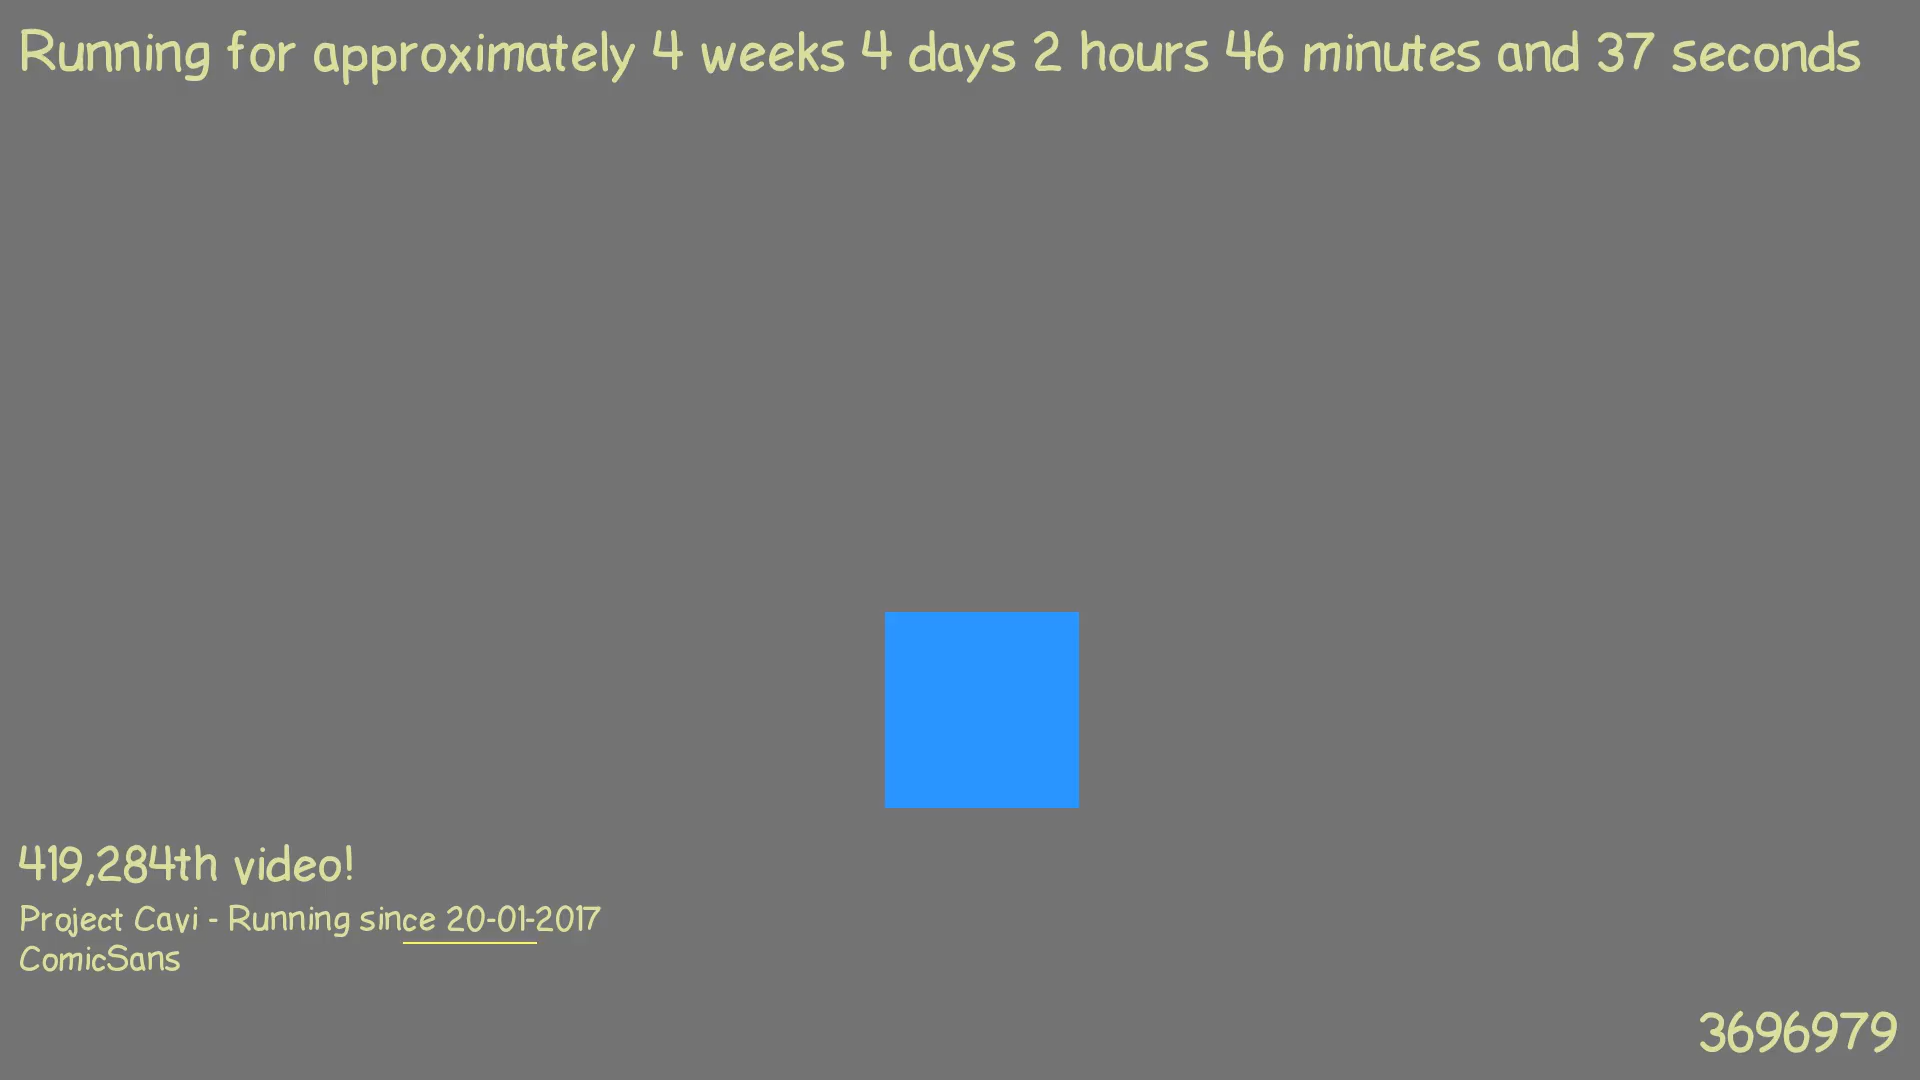 Running for approximately 4 weeks 4 days 2 hours 46 minutes and 37 seconds
419,284th video!
Project Cavi - Running since 20-01-2017
ComicSans
3696979